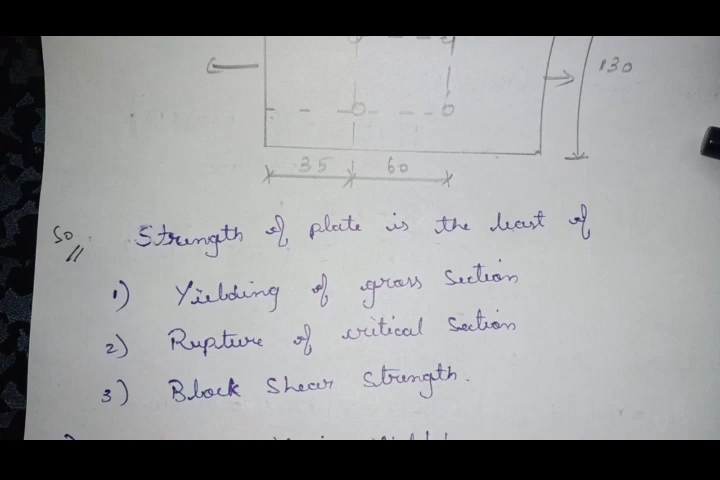 130
35 60
So, Strength of plate is the least of
1) Yielding of gross Section
2) Rupture of critical Section
3) Block Shear Strength.